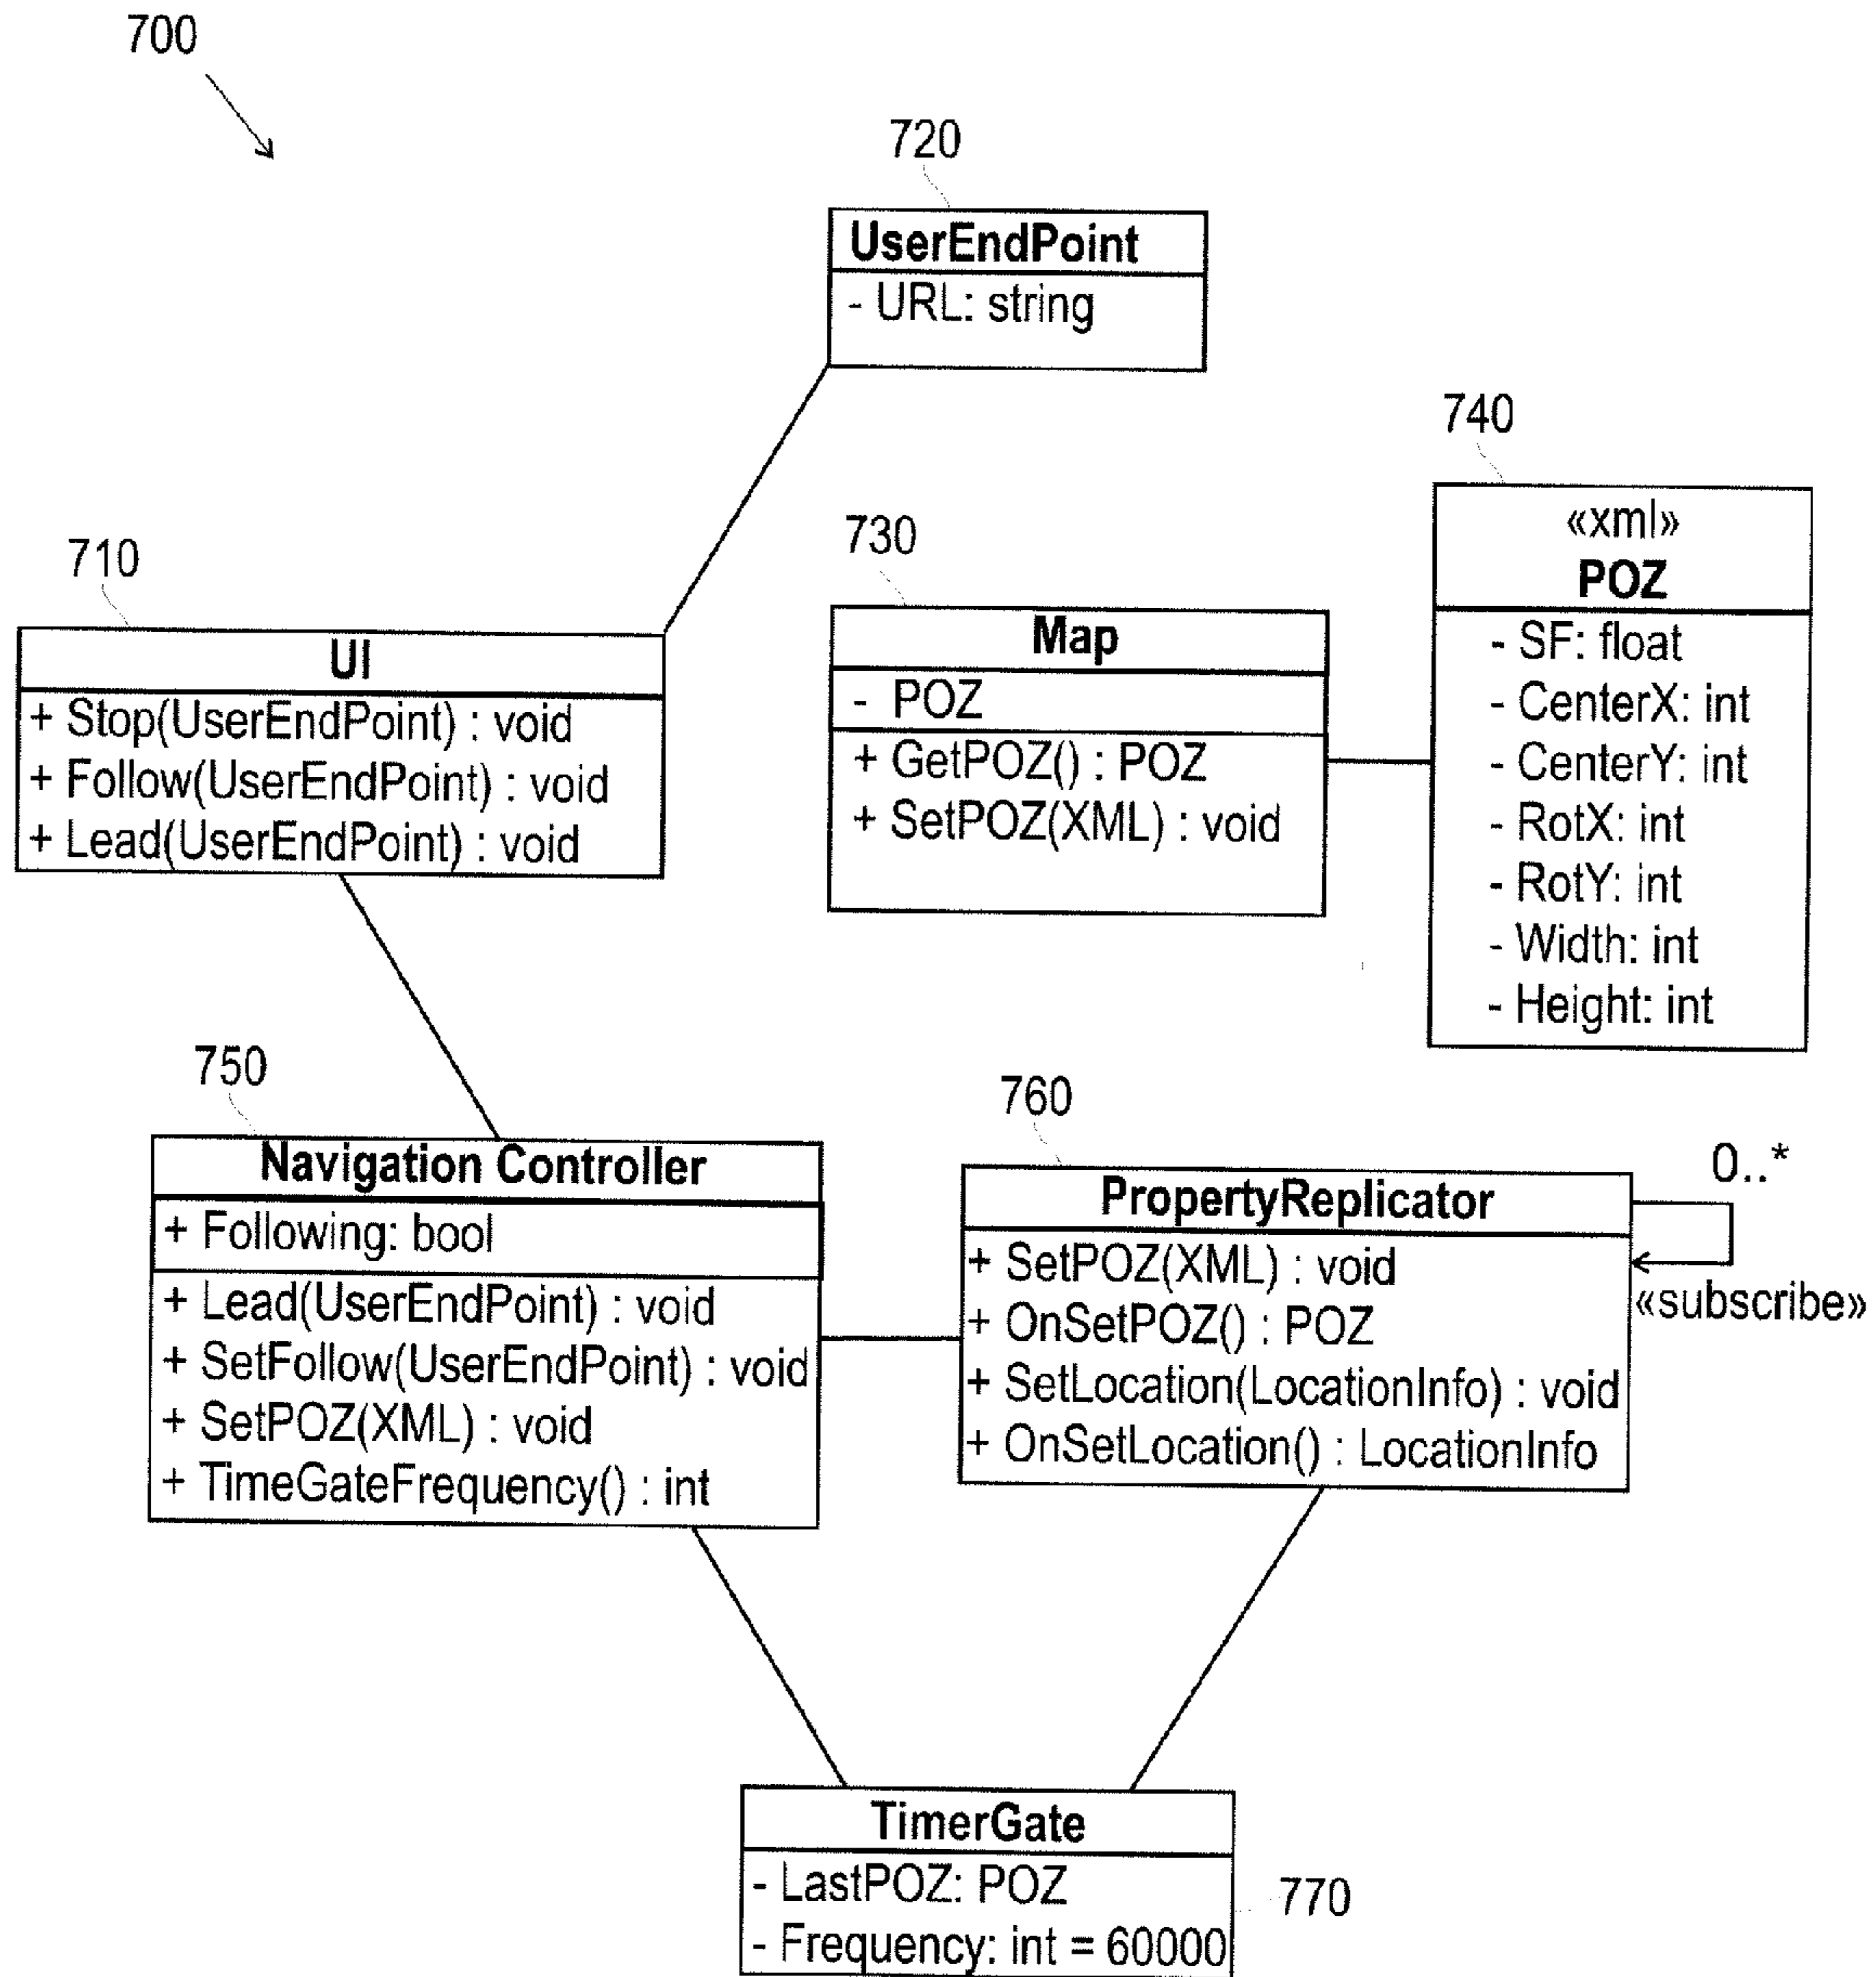 700
720
UserEndPoint
- URL: string
740
«xml»
POZ
- SF: float
- CenterX: int
- CenterY: int
- RotX: int
- RotY: int
- Width: int
- Height: int
730
Map
- POZ
+ GetPOZ() : POZ
+ SetPOZ(XML) : void
710
UI
+ Stop(UserEndPoint) : void
+ Follow(UserEndPoint) : void
+ Lead(UserEndPoint) : void
750
Navigation Controller
+ Following: bool
+ Lead(UserEndPoint) : void
+ SetFollow(UserEndPoint) : void
+ SetPOZ(XML) : void
+ TimeGateFrequency() : int
760
PropertyReplicator
+ SetPOZ(XML) : void
+ OnSetPOZ() : POZ
+ SetLocation(LocationInfo) : void
+ OnSetLocation() : LocationInfo
0..*
«subscribe»
TimerGate
- LastPOZ: POZ
- Frequency: int = 60000
770